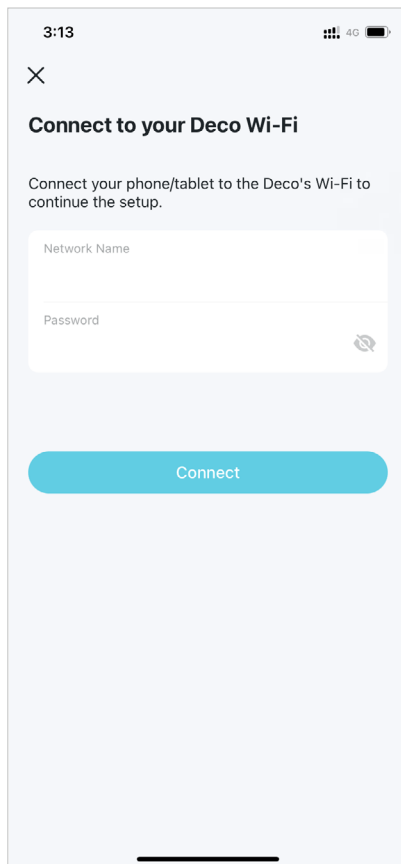 3:13
4G
Connect to your Deco Wi-Fi
Connect your phone/tablet to the Deco's Wi-Fi to
continue the setup.
Network Name
Password
Connect